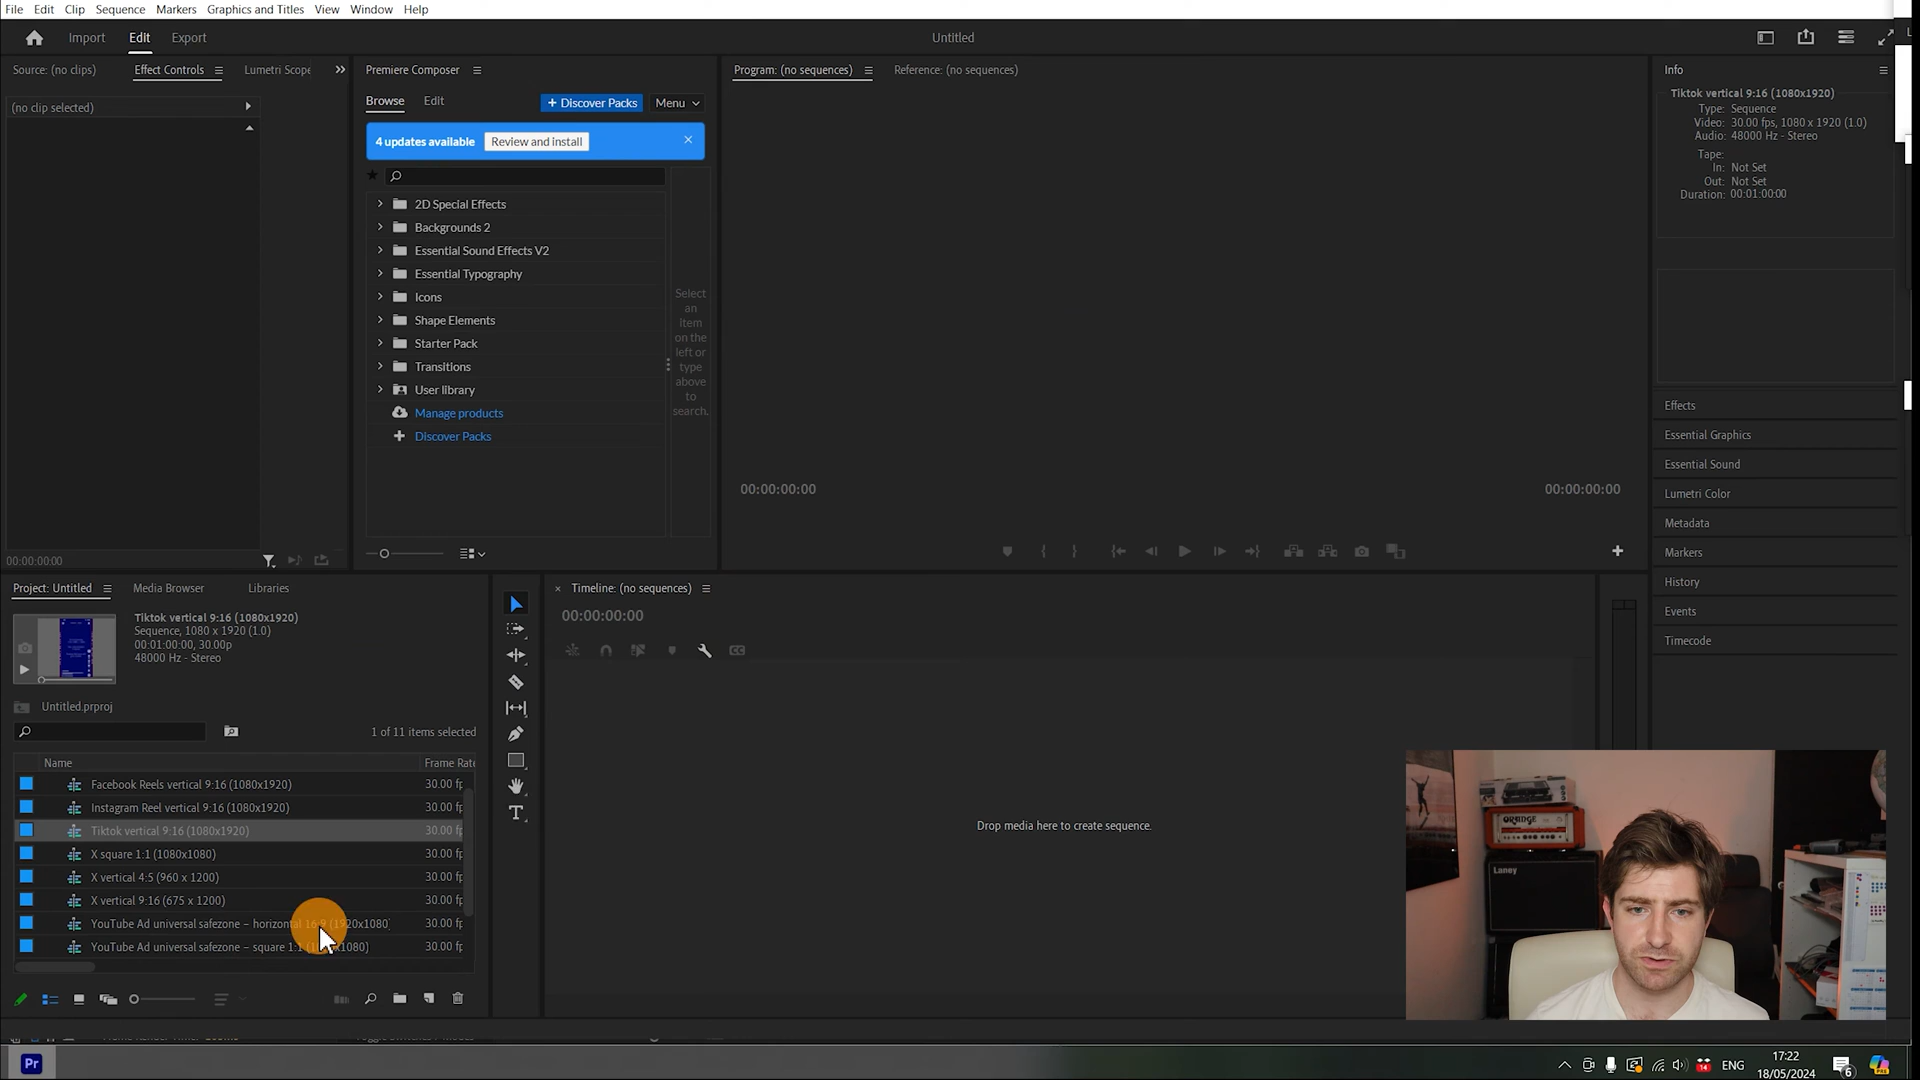 File Edit Clip Sequence Markers Graphics and Titles View Window Help
Import Edit Export Untitled
Source: (no clips) Effect Controls Lumetri Scope
(no clip selected)
00:00:00:00
Premiere Composer
Browse Edit + Discover Packs Menu
4 updates available Review and install
2D Special Effects
Backgrounds 2
Essential Sound Effects V2
Essential Typography
Icons
Shape Elements
Starter Pack
Transitions
User library
Manage products
Discover Packs
Select
an
item
on the
left or
type
above
to
search.
Program: (no sequences) Reference: (no sequences)
00:00:00:00 00:00:00:00
Info
Tiktok vertical 9:16 (1080x1920)
Type: Sequence
Video: 30.00 fps, 1080 x 1920 (1.0)
Audio: 48000 Hz - Stereo
Tape:
In: Not Set
Out: Not Set
Duration: 00:01:00:00
Effects
Essential Graphics
Essential Sound
Lumetri Color
Metadata
Markers
History
Events
Timecode
Project: Untitled Media Browser Libraries
Tiktok vertical 9:16 (1080x1920)
Sequence, 1080 x 1920 (1.0)
00:01:00:00, 30.00p
48000 Hz - Stereo
Untitled.prproj
1 of 11 items selected
Name Frame Rate
Facebook Reels vertical 9:16 (1080x1920) 30.00 fp
Instagram Reel vertical 9:16 (1080x1920) 30.00 fp
Tiktok vertical 9:16 (1080x1920) 30.00 fp
X square 1:1 (1080x1080) 30.00 fp
X vertical 4:5 (960 x 1200) 30.00 fp
X vertical 9:16 (675 x 1200) 30.00 fp
YouTube Ad universal safezone – horizontal 16:9 (1920x1080) 30.00 fp
YouTube Ad universal safezone – square 1:1 30.00 fp
Timeline: (no sequences)
00:00:00:00
Drop media here to create sequence.
ORANGE
Laney
Pr
14
ENG
17:22
18/05/2024
6